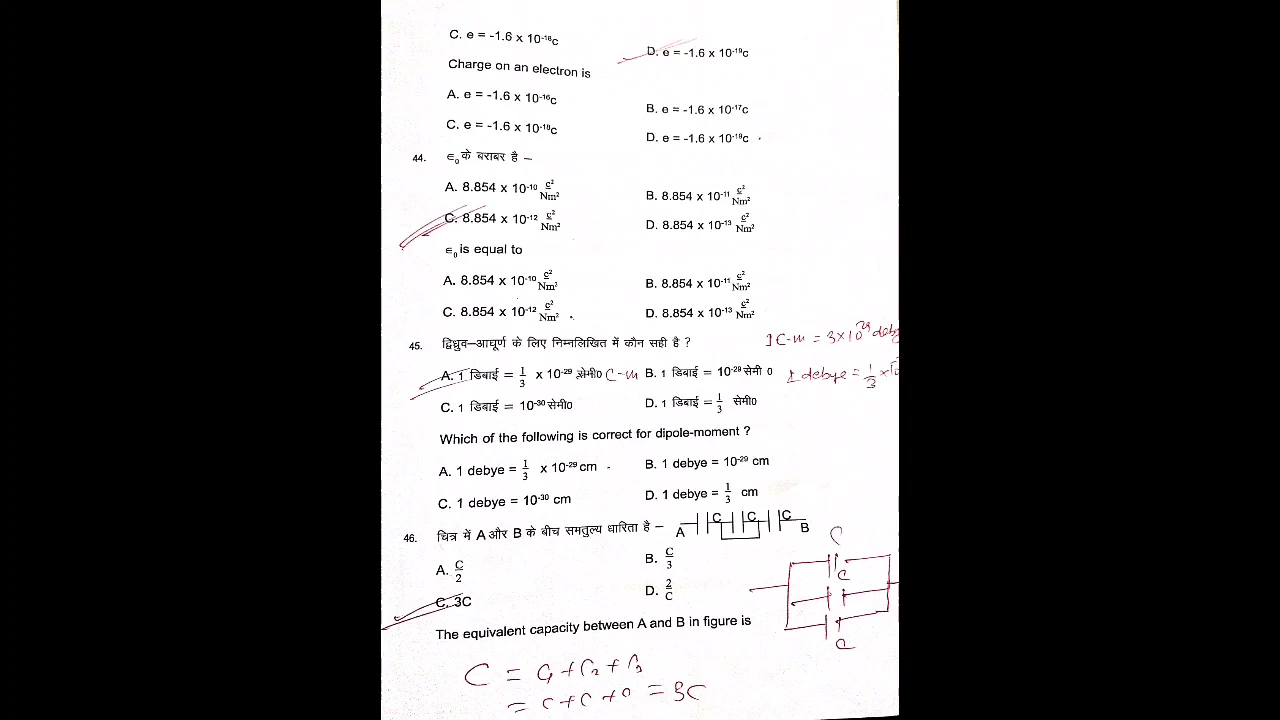 C. e = -1.6 x 10⁻¹⁸c
D. e = -1.6 x 10⁻¹⁹c
Charge on an electron is
A. e = -1.6 x 10⁻¹⁶c
B. e = -1.6 x 10⁻¹⁷c
C. e = -1.6 x 10⁻¹⁸c
D. e = -1.6 x 10⁻¹⁹c
44. ∈₀ के बराबर है –
A. 8.854 x 10⁻¹⁰ c²/Nm²
B. 8.854 x 10⁻¹¹ c²/Nm²
C. 8.854 x 10⁻¹² c²/Nm²
D. 8.854 x 10⁻¹³ c²/Nm²
∈₀ is equal to
A. 8.854 x 10⁻¹⁰ c²/Nm²
B. 8.854 x 10⁻¹¹ c²/Nm²
C. 8.854 x 10⁻¹² c²/Nm²
D. 8.854 x 10⁻¹³ c²/Nm²
45. द्विध्रुव–आघूर्ण के लिए निम्नलिखित में कौन सही है ?
1 C-m = 3×10²⁹ deby
A. 1 डिबाई = 1/3 x 10⁻²⁹ सेमी0 C-m B. 1 डिबाई = 10⁻²⁹ सेमी 0
1 debye = 1/3 ×10
C. 1 डिबाई = 10⁻³⁰ सेमी0
D. 1 डिबाई = 1/3 सेमी0
Which of the following is correct for dipole-moment ?
A. 1 debye = 1/3 x 10⁻²⁹ cm
B. 1 debye = 10⁻²⁹ cm
C. 1 debye = 10⁻³⁰ cm
D. 1 debye = 1/3 cm
46. चित्र में A और B के बीच समतुल्य धारिता है –
A C C C B
A. C/2
B. C/3
C. 3C
D. 2/C
C
C
C
The equivalent capacity between A and B in figure is
C = C₁+C₂+C₃
= C+C+C = 3C